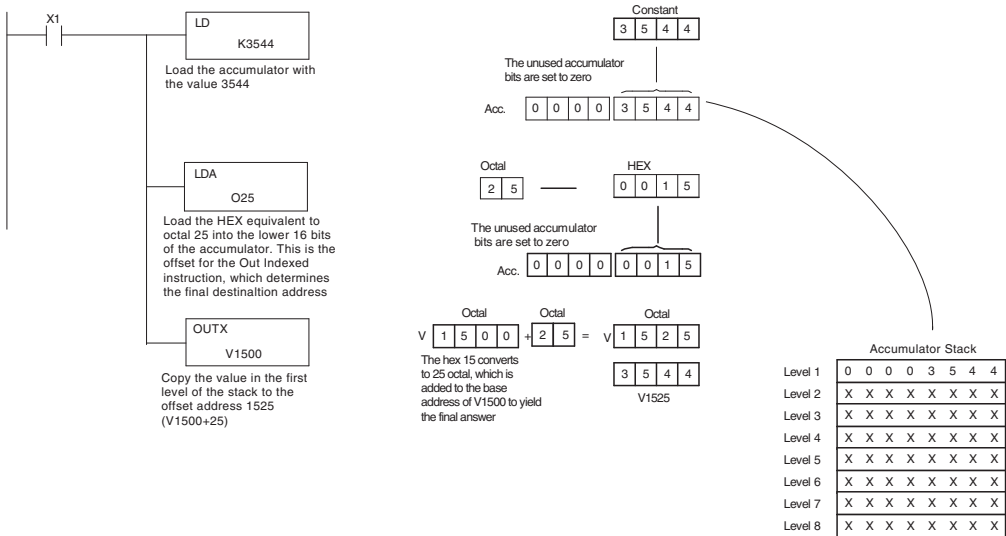 X1
LD
K3544
Load the accumulator with
the value 3544
LDA
O25
Load the HEX equivalent to
octal 25 into the lower 16 bits
of the accumulator. This is the
offset for the Out Indexed
instruction, which determines
the final destinaltion address
OUTX
V1500
Copy the value in the first
level of the stack to the
offset address 1525
(V1500+25)
Constant
3 5 4 4
The unused accumulator
bits are set to zero
Acc. 0 0 0 0 3 5 4 4
Octal HEX
2 5 0 0 1 5
The unused accumulator
bits are set to zero
Acc. 0 0 0 0 0 0 1 5
Octal Octal Octal
V 1 5 0 0 + 2 5 = V 1 5 2 5
The hex 15 converts
to 25 octal, which is
added to the base
address of V1500 to yield
the final answer
3 5 4 4
V1525
Accumulator Stack
Level 1 0 0 0 0 3 5 4 4
Level 2 X X X X X X X X
Level 3 X X X X X X X X
Level 4 X X X X X X X X
Level 5 X X X X X X X X
Level 6 X X X X X X X X
Level 7 X X X X X X X X
Level 8 X X X X X X X X